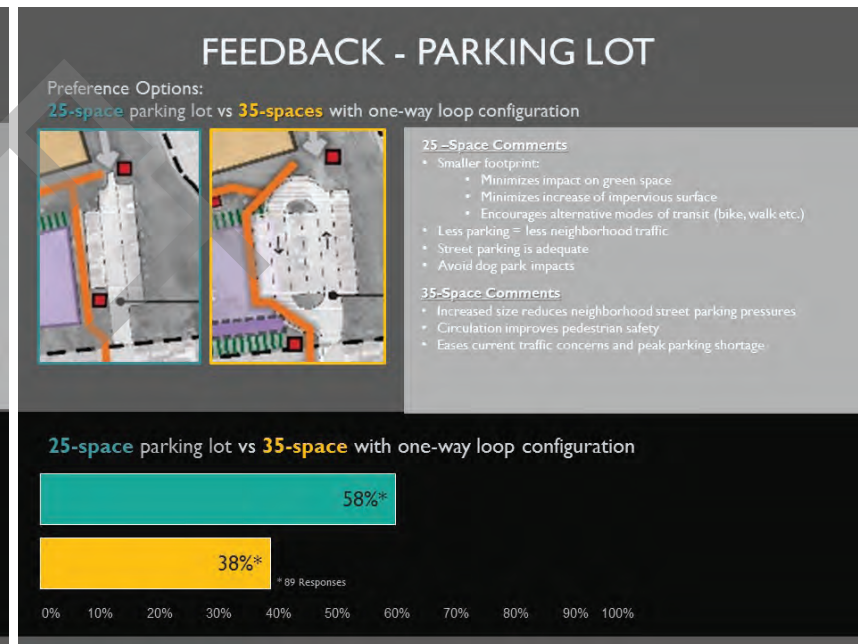 FEEDBACK - PARKING LOT
Preference Options:
25-space parking lot vs 35-spaces with one-way loop configuration
25 –Space Comments
• Smaller footprint:
• Minimizes impact on green space
• Minimizes increase of impervious surface
• Encourages alternative modes of transit (bike, walk etc.)
• Less parking = less neighborhood traffic
• Street parking is adequate
• Avoid dog park impacts
35-Space Comments
• Increased size reduces neighborhood street parking pressures
• Circulation improves pedestrian safety
• Eases current traffic concerns and peak parking shortage
25-space parking lot vs 35-space with one-way loop configuration
58%*
38%*
* 89 Responses
0% 10% 20% 30% 40% 50% 60% 70% 80% 90% 100%